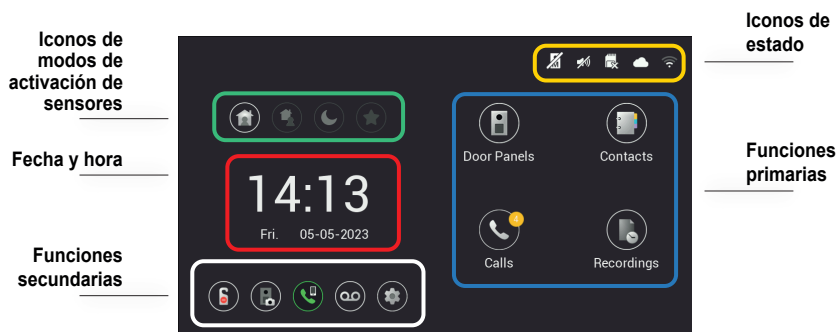 Iconos de
modos de
activación de
sensores
Fecha y hora
Funciones
secundarias
14:13
Fri. 05-05-2023
Door Panels
Contacts
4
Calls
Recordings
Iconos de
estado
Funciones
primarias